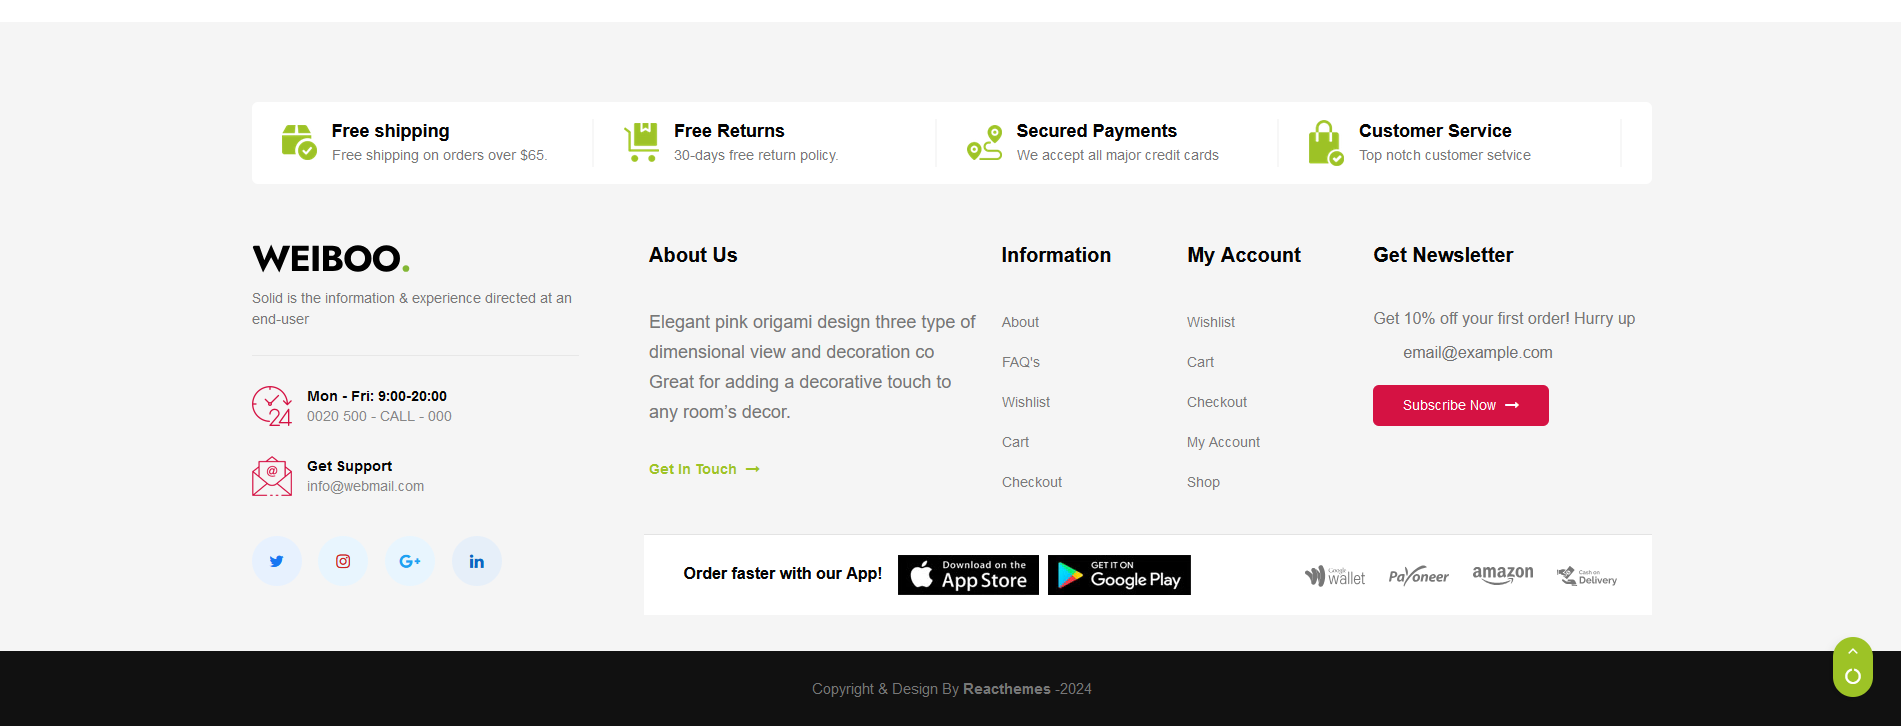 Free shipping
Free shipping on orders over $65.
Free Returns
30-days free return policy.
Secured Payments
We accept all major credit cards
Customer Service
Top notch customer setvice
WEIBOO.
Solid is the information & experience directed at an
end-user
Mon - Fri: 9:00-20:00
0020 500 - CALL - 000
24
Get Support
info@webmail.com
@
G+
in
About Us
Elegant pink origami design three type of
dimensional view and decoration co
Great for adding a decorative touch to
any room’s decor.
Get In Touch
Information
About
FAQ's
Wishlist
Cart
Checkout
My Account
Wishlist
Cart
Checkout
My Account
Shop
Get Newsletter
Get 10% off your first order! Hurry up
email@example.com
Subscribe Now
Order faster with our App!
Download on the
App Store
GET IT ON
Google Play
Google
wallet
Payoneer
amazon
Cash on
Delivery
Copyright & Design By Reacthemes -2024